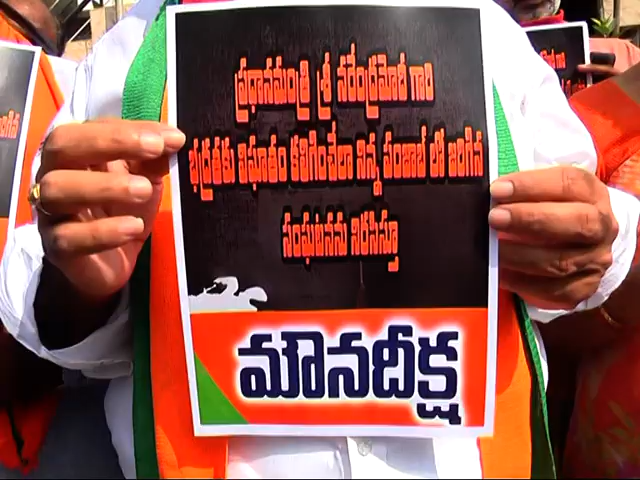 ప్రధానమంత్రి శ్రీ నరేంద్రమోదీ గారి
భద్రతకు విఘాతం కలిగించేలా నిన్న పంజాబ్ లో జరిగిన
సంఘటనను నిరసిస్తూ
మౌనదీక్ష